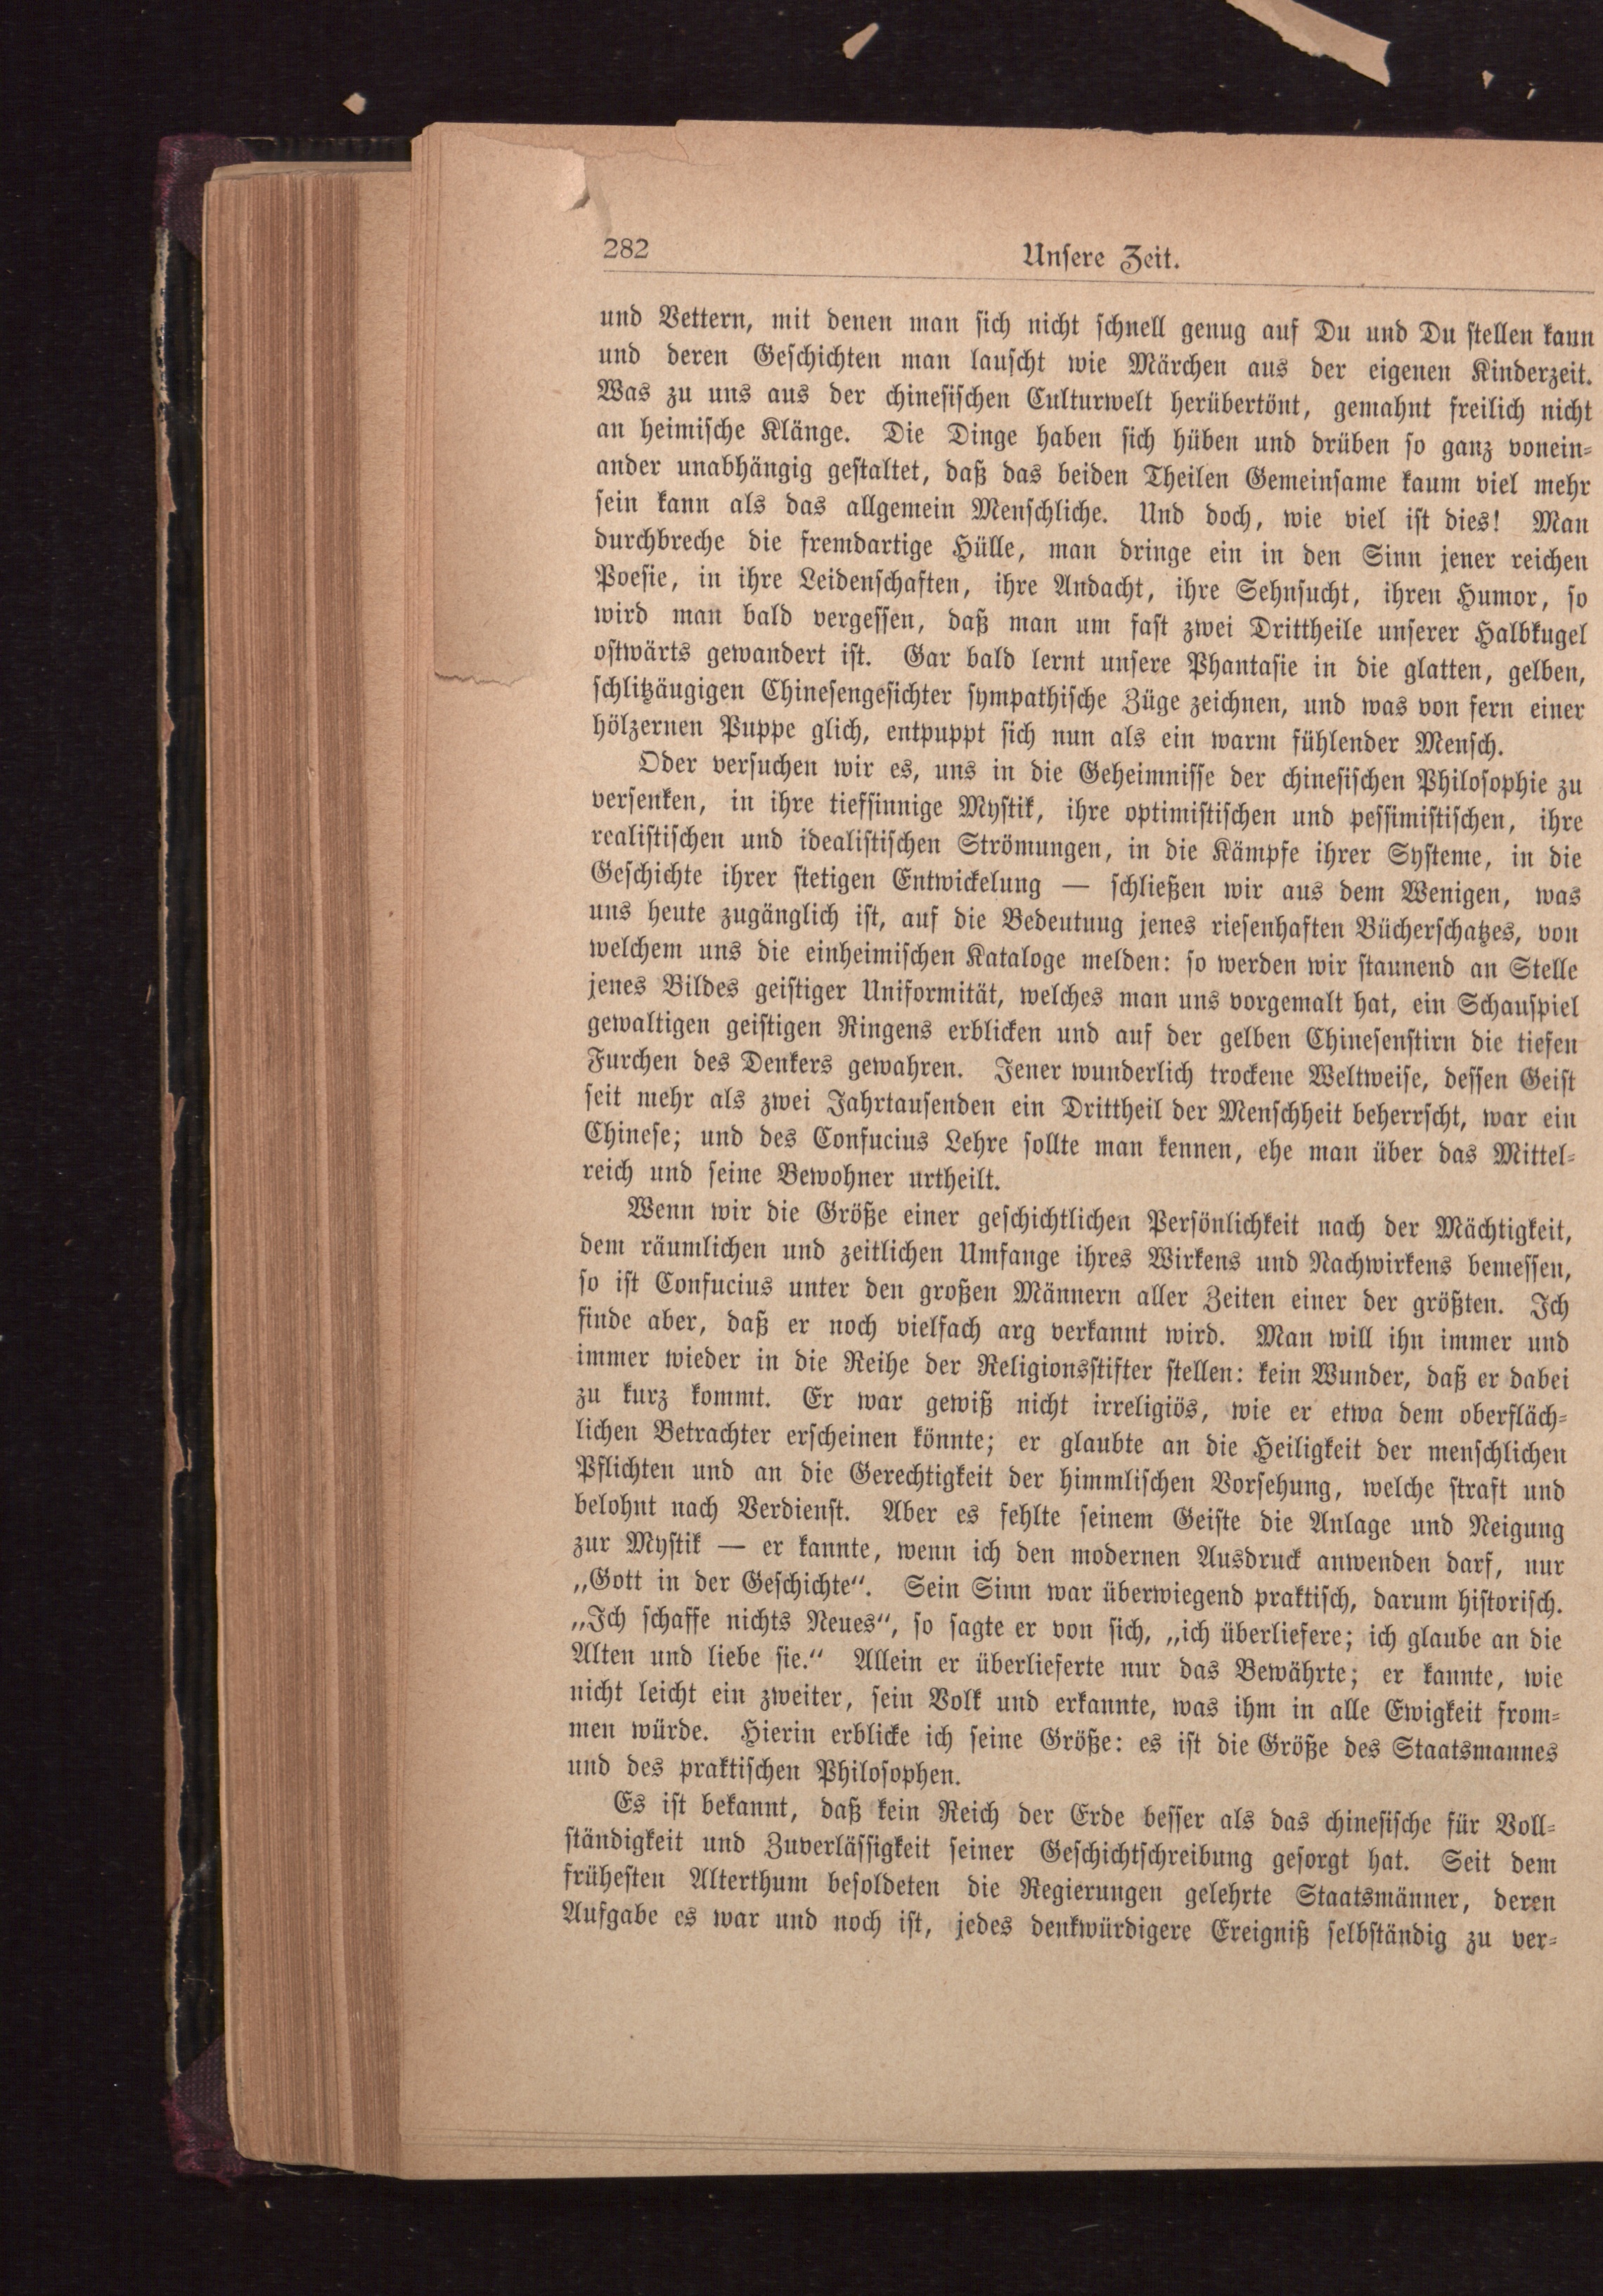 282
Unsere Zeit.
und Vettern, mit denen man sich nicht schnell genug auf Du und Du stellen kann
und deren Geschichten man lauscht wie Märchen aus der eigenen Kinderzeit.
Was zu uns aus der chinesischen Culturwelt herübertönt, gemahnt freilich nicht
an heimische Klänge. Die Dinge haben sich hüben und drüben so ganz vonein-
ander unabhängig gestaltet, daß das beiden Theilen Gemeinsame kaum viel mehr
sein kann als das allgemein Menschliche. Und doch, wie viel ist dies! Man
durchbreche die fremdartige Hülle, man dringe ein in den Sinn jener reichen
Poesie, in ihre Leidenschaften, ihre Andacht, ihre Sehnsucht, ihren Humor, so
wird man bald vergessen, daß man um fast zwei Drittheile unserer Halbkugel
ostwärts gewandert ist. Gar bald lernt unsere Phantasie in die glatten, gelben,
schlitzäugigen Chinesengesichter sympathische Züge zeichnen, und was von fern einer
hölzernen Puppe glich, entpuppt sich nun als ein warm fühlender Mensch.
Oder versuchen wir es, uns in die Geheimnisse der chinesischen Philosophie zu
versenken, in ihre tiefsinnige Mystik, ihre optimistischen und pessimistischen, ihre
realistischen und idealistischen Strömungen, in die Kämpfe ihrer Systeme, in die
Geschichte ihrer stetigen Entwickelung — schließen wir aus dem Wenigen, was
uns heute zugänglich ist, auf die Bedeutung jenes riesenhaften Bücherschatzes, von
welchem uns die einheimischen Kataloge melden: so werden wir staunend an Stelle
jenes Bildes geistiger Uniformität, welches man uns vorgemalt hat, ein Schauspiel
gewaltigen geistigen Ringens erblicken und auf der gelben Chinesenstirn die tiefen
Furchen des Denkers gewahren. Jener wunderlich trockene Weltweise, dessen Geist
seit mehr als zwei Jahrtausenden ein Drittheil der Menschheit beherrscht, war ein
Chinese; und des Confucius Lehre sollte man kennen, ehe man über das Mittel-
reich und seine Bewohner urtheilt.
Wenn wir die Größe einer geschichtlichen Persönlichkeit nach der Mächtigkeit,
dem räumlichen und zeitlichen Umfange ihres Wirkens und Nachwirkens bemessen,
so ist Confucius unter den großen Männern aller Zeiten einer der größten. Ich
finde aber, daß er noch vielfach arg verkannt wird. Man will ihn immer und
immer wieder in die Reihe der Religionsstifter stellen: kein Wunder, daß er dabei
zu kurz kommt. Er war gewiß nicht irreligiös, wie er etwa dem oberfläch-
lichen Betrachter erscheinen könnte; er glaubte an die Heiligkeit der menschlichen
Pflichten und an die Gerechtigkeit der himmlischen Vorsehung, welche straft und
belohnt nach Verdienst. Aber es fehlte seinem Geiste die Anlage und Neigung
zur Mystik — er kannte, wenn ich den modernen Ausdruck anwenden darf, nur
„Gott in der Geschichte“. Sein Sinn war überwiegend praktisch, darum historisch.
„Ich schaffe nichts Neues“, so sagte er von sich, „ich überliefere; ich glaube an die
Alten und liebe sie.“ Allein er überlieferte nur das Bewährte; er kannte, wie
nicht leicht ein zweiter, sein Volk und erkannte, was ihm in alle Ewigkeit from-
men würde. Hierin erblicke ich seine Größe: es ist die Größe des Staatsmannes
und des praktischen Philosophen.
Es ist bekannt, daß kein Reich der Erde besser als das chinesische für Voll-
ständigkeit und Zuverlässigkeit seiner Geschichtschreibung gesorgt hat. Seit dem
frühesten Alterthum besoldeten die Regierungen gelehrte Staatsmänner, deren
Aufgabe es war und noch ist, jedes denkwürdigere Ereigniß selbständig zu ver-